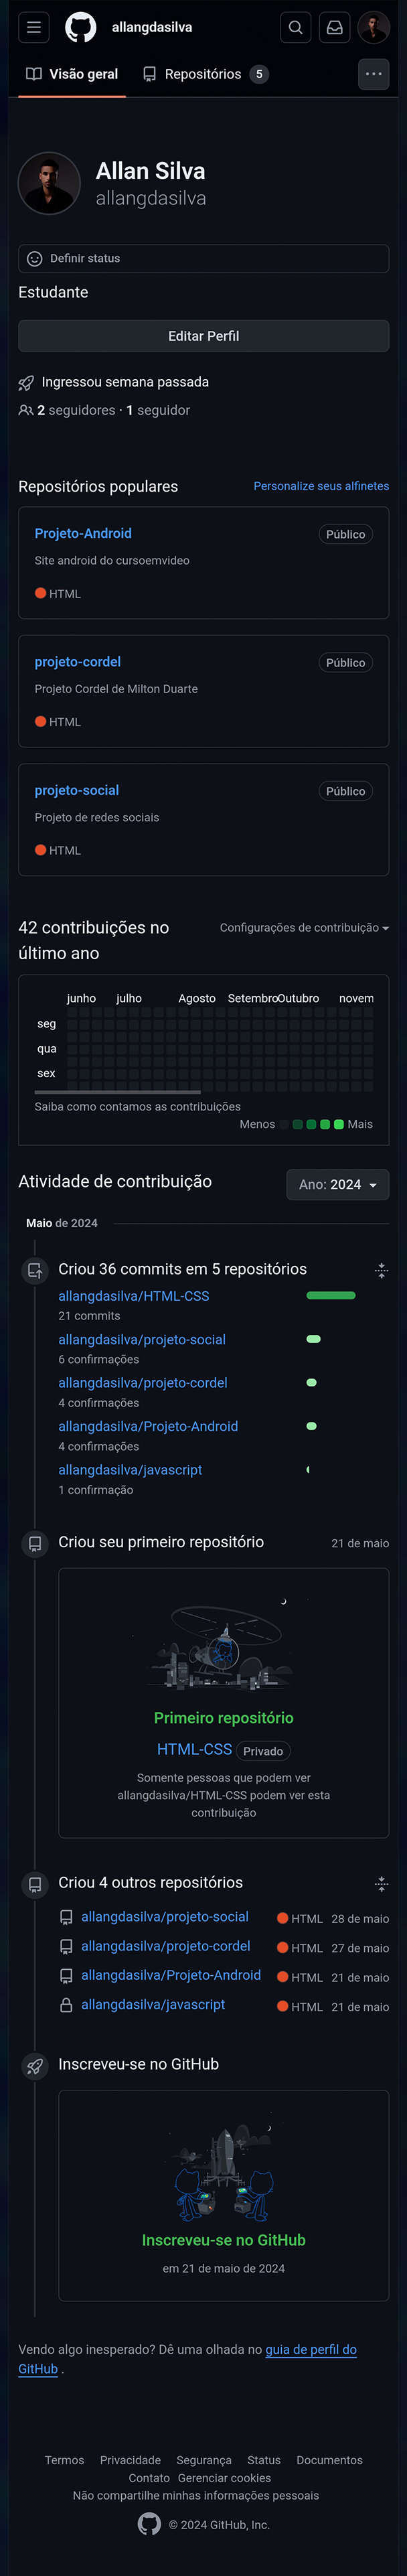 allangdasilva
Visão geral
Repositórios 5
Allan Silva
allangdasilva
Definir status
Estudante
Editar Perfil
Ingressou semana passada
2 seguidores · 1 seguidor
Repositórios populares
Personalize seus alfinetes
Projeto-Android
Público
Site android do cursoemvideo
HTML
projeto-cordel
Público
Projeto Cordel de Milton Duarte
HTML
projeto-social
Público
Projeto de redes sociais
HTML
42 contribuições no
último ano
Configurações de contribuição
junho julho Agosto Setembro Outubro novem
seg
qua
sex
Saiba como contamos as contribuições
Menos Mais
Atividade de contribuição
Ano: 2024
Maio de 2024
Criou 36 commits em 5 repositórios
allangdasilva/HTML-CSS
21 commits
allangdasilva/projeto-social
6 confirmações
allangdasilva/projeto-cordel
4 confirmações
allangdasilva/Projeto-Android
4 confirmações
allangdasilva/javascript
1 confirmação
Criou seu primeiro repositório
21 de maio
Primeiro repositório
HTML-CSS Privado
Somente pessoas que podem ver
allangdasilva/HTML-CSS podem ver esta
contribuição
Criou 4 outros repositórios
allangdasilva/projeto-social HTML 28 de maio
allangdasilva/projeto-cordel HTML 27 de maio
allangdasilva/Projeto-Android HTML 21 de maio
allangdasilva/javascript HTML 21 de maio
Inscreveu-se no GitHub
Inscreveu-se no GitHub
em 21 de maio de 2024
Vendo algo inesperado? Dê uma olhada no guia de perfil do
GitHub .
Termos Privacidade Segurança Status Documentos
Contato Gerenciar cookies
Não compartilhe minhas informações pessoais
© 2024 GitHub, Inc.